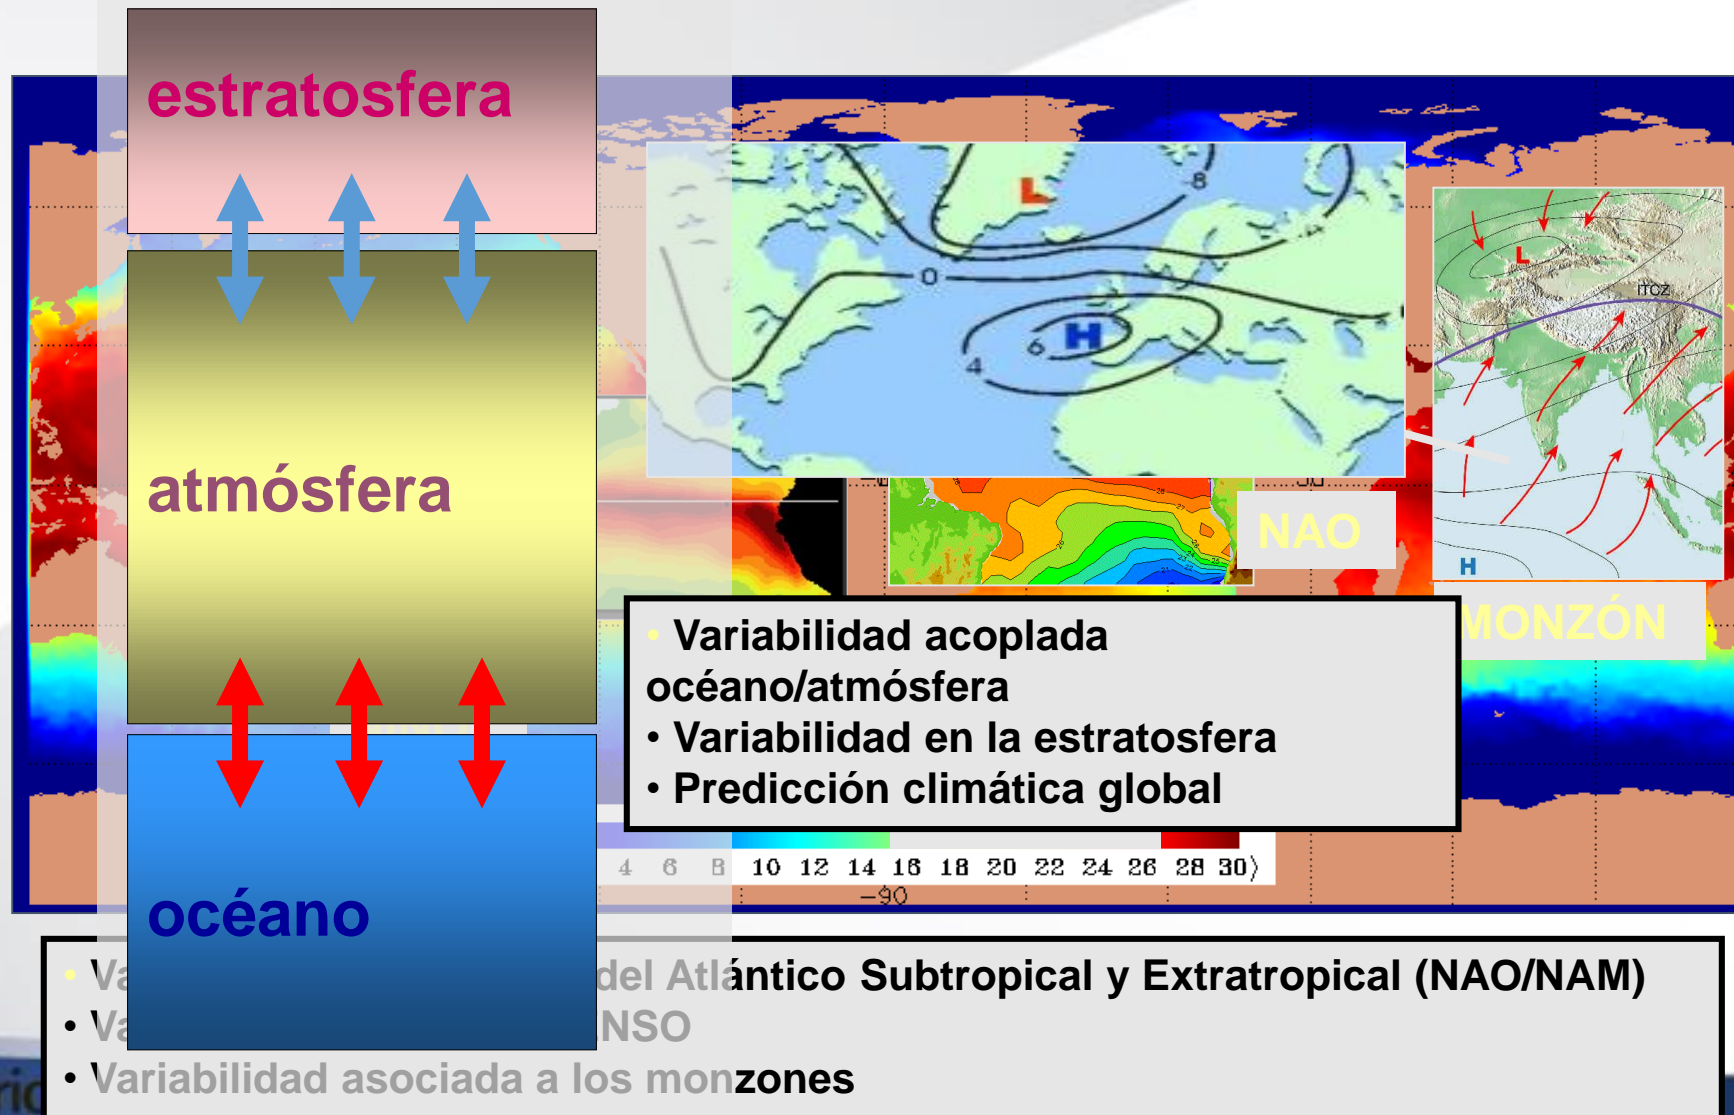 estratosfera
atmósfera
océano
L
8
0
H
6
4
L
ITCZ
H
NAO
MONZÓN
• Variabilidad acoplada
océano/atmósfera
• Variabilidad en la estratosfera
• Predicción climática global
4 6 8 10 12 14 16 18 20 22 24 26 28 30⟩
−90
• del Atlántico Subtropical y Extratropical (NAO/NAM)
• NSO
• Variabilidad asociada a los monzones